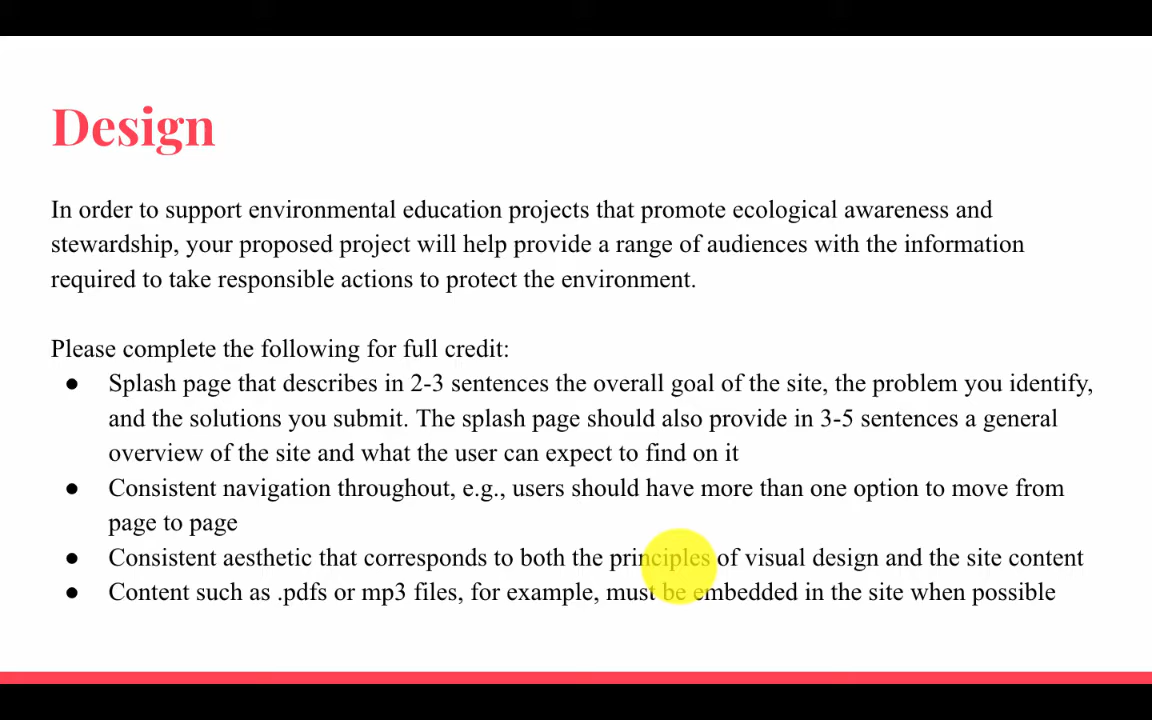 Design
In order to support environmental education projects that promote ecological awareness and
stewardship, your proposed project will help provide a range of audiences with the information
required to take responsible actions to protect the environment.
Please complete the following for full credit:
● Splash page that describes in 2-3 sentences the overall goal of the site, the problem you identify,
and the solutions you submit. The splash page should also provide in 3-5 sentences a general
overview of the site and what the user can expect to find on it
● Consistent navigation throughout, e.g., users should have more than one option to move from
page to page
● Consistent aesthetic that corresponds to both the principles of visual design and the site content
● Content such as .pdfs or mp3 files, for example, must be embedded in the site when possible